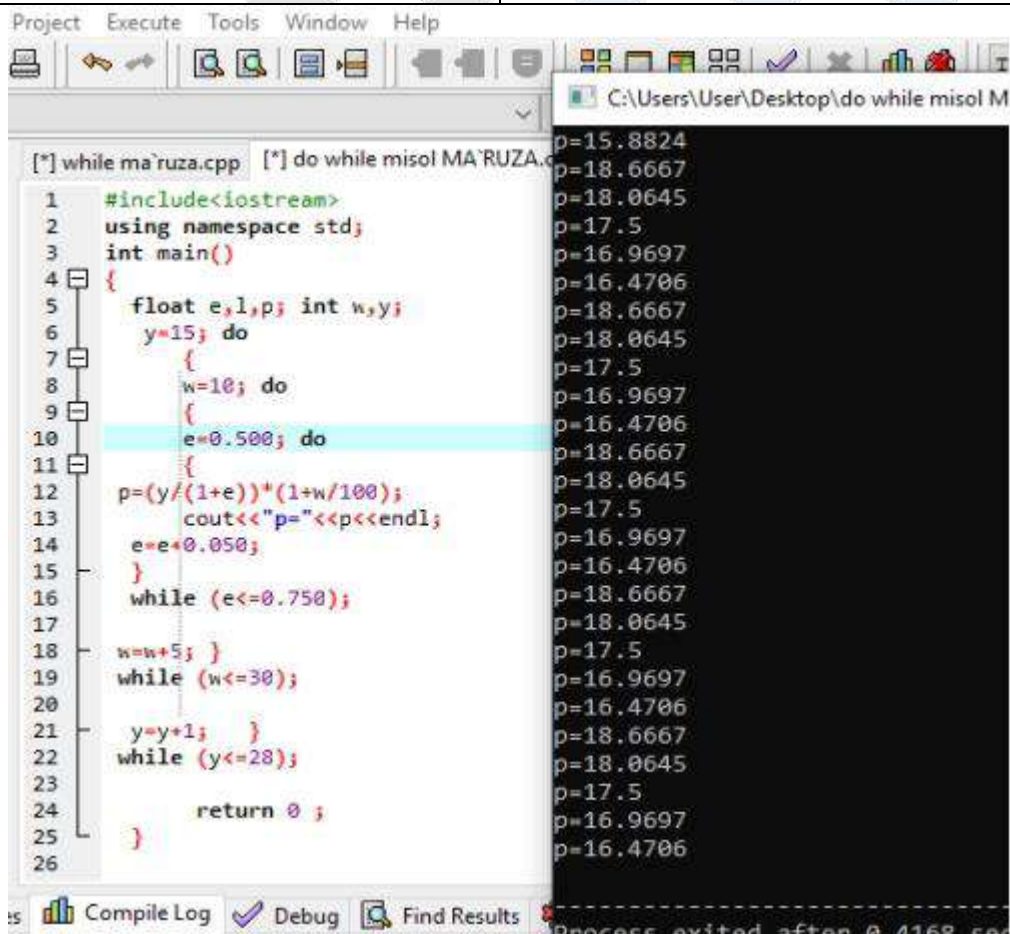 Project Execute Tools Window Help
C:\Users\User\Desktop\do while misol M
[*] while ma`ruza.cpp [*] do while misol MA`RUZA.c
1 #include<iostream>
2 using namespace std;
3 int main()
4 {
5 float e,l,p; int w,y;
6 y=15; do
7 {
8 w=10; do
9 {
10 e=0.500; do
11 {
12 p=(y/(1+e))*(1+w/100);
13 cout<<"p="<<p<<endl;
14 e=e+0.050;
15 }
16 while (e<=0.750);
17
18 w=w+5; }
19 while (w<=30);
20
21 y=y+1; }
22 while (y<=28);
23
24 return 0 ;
25 }
26
p=15.8824
p=18.6667
p=18.0645
p=17.5
p=16.9697
p=16.4706
p=18.6667
p=18.0645
p=17.5
p=16.9697
p=16.4706
p=18.6667
p=18.0645
p=17.5
p=16.9697
p=16.4706
p=18.6667
p=18.0645
p=17.5
p=16.9697
p=16.4706
p=18.6667
p=18.0645
p=17.5
p=16.9697
p=16.4706
--------------------------------
Process exited after 0.4168 sec
es Compile Log Debug Find Results